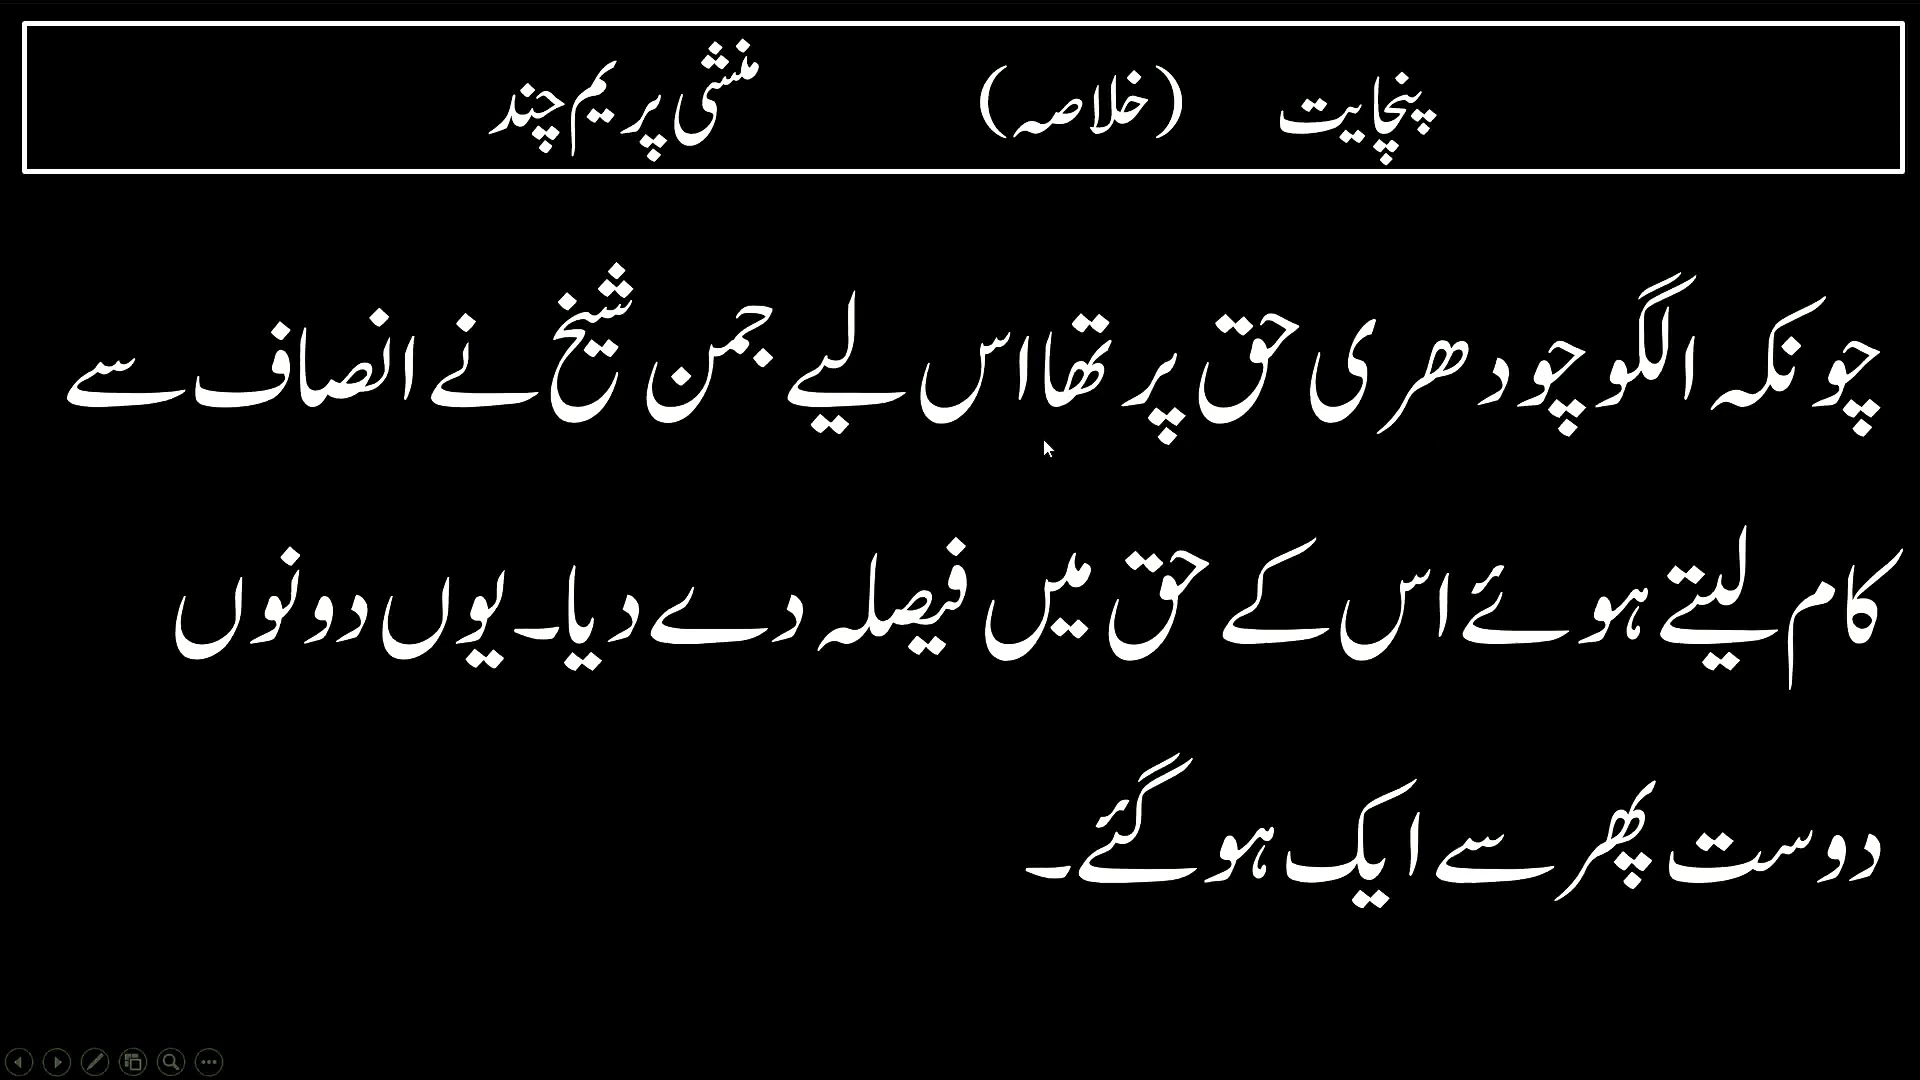 پنچایت (خلاصہ) منشی پریم چند
چونکہ الگو چودھری حق پر تھا اس لیے جمن شیخ نے انصاف سے
کام لیتے ہوئے اس کے حق میں فیصلہ دے دیا۔ یوں دونوں
دوست پھر سے ایک ہو گئے۔